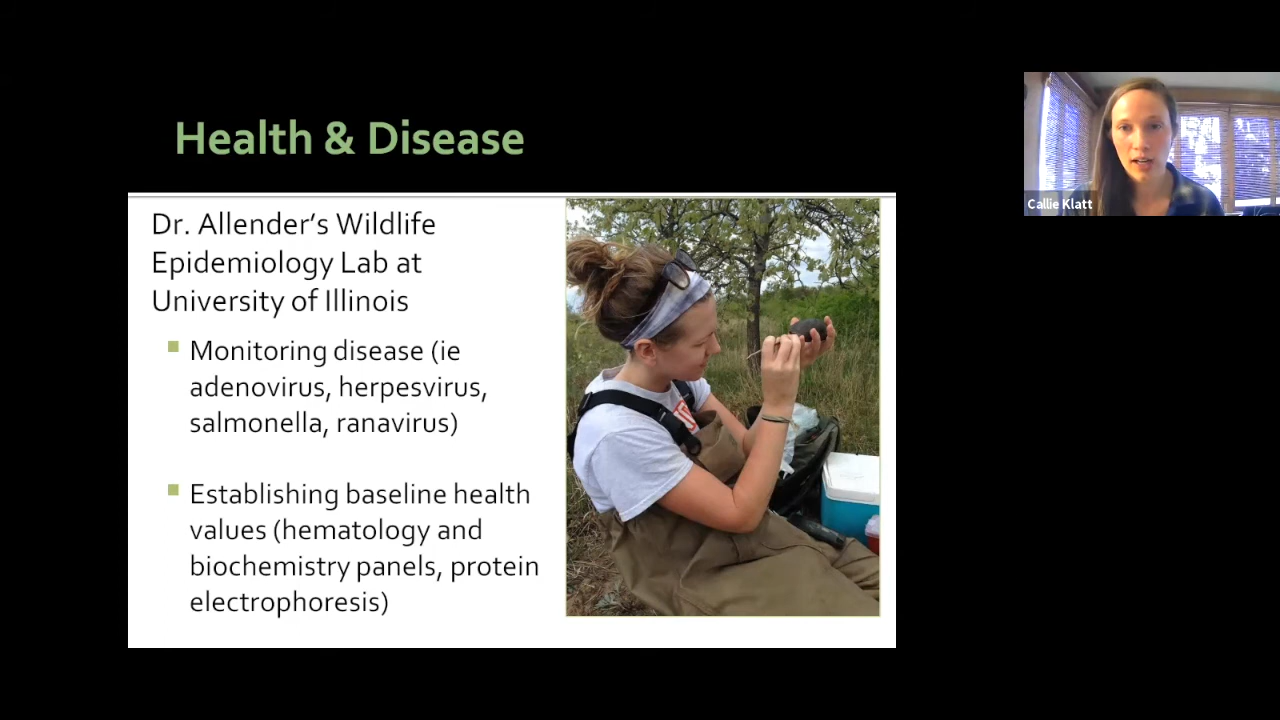 Health & Disease
Dr. Allender's Wildlife
Epidemiology Lab at
University of Illinois
Monitoring disease (ie
adenovirus, herpesvirus,
salmonella, ranavirus)
Establishing baseline health
values (hematology and
biochemistry panels, protein
electrophoresis)
Callie Klatt